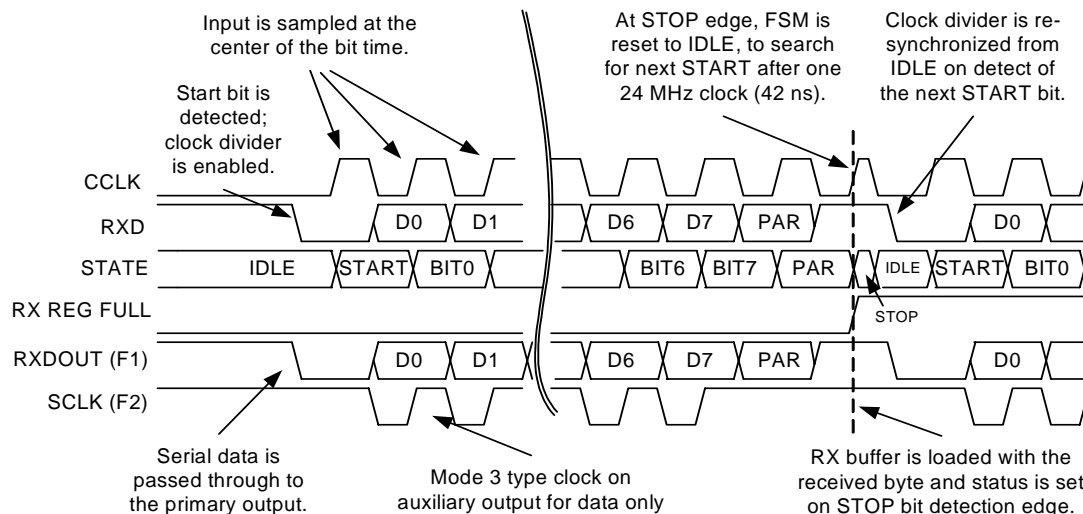 Input is sampled at the
center of the bit time.
At STOP edge, FSM is
reset to IDLE, to search
for next START after one
24 MHz clock (42 ns).
Clock divider is re-
synchronized from
IDLE on detect of
the next START bit.
Start bit is
detected;
clock divider
is enabled.
CCLK
RXD D0 D1 D6 D7 PAR D0
STATE IDLE START BIT0 BIT6 BIT7 PAR IDLE START BIT0
STOP
RX REG FULL
RXDOUT (F1) D0 D1 D6 D7 PAR D0
SCLK (F2)
Serial data is
passed through to
the primary output.
Mode 3 type clock on
auxiliary output for data only
RX buffer is loaded with the
received byte and status is set
on STOP bit detection edge.